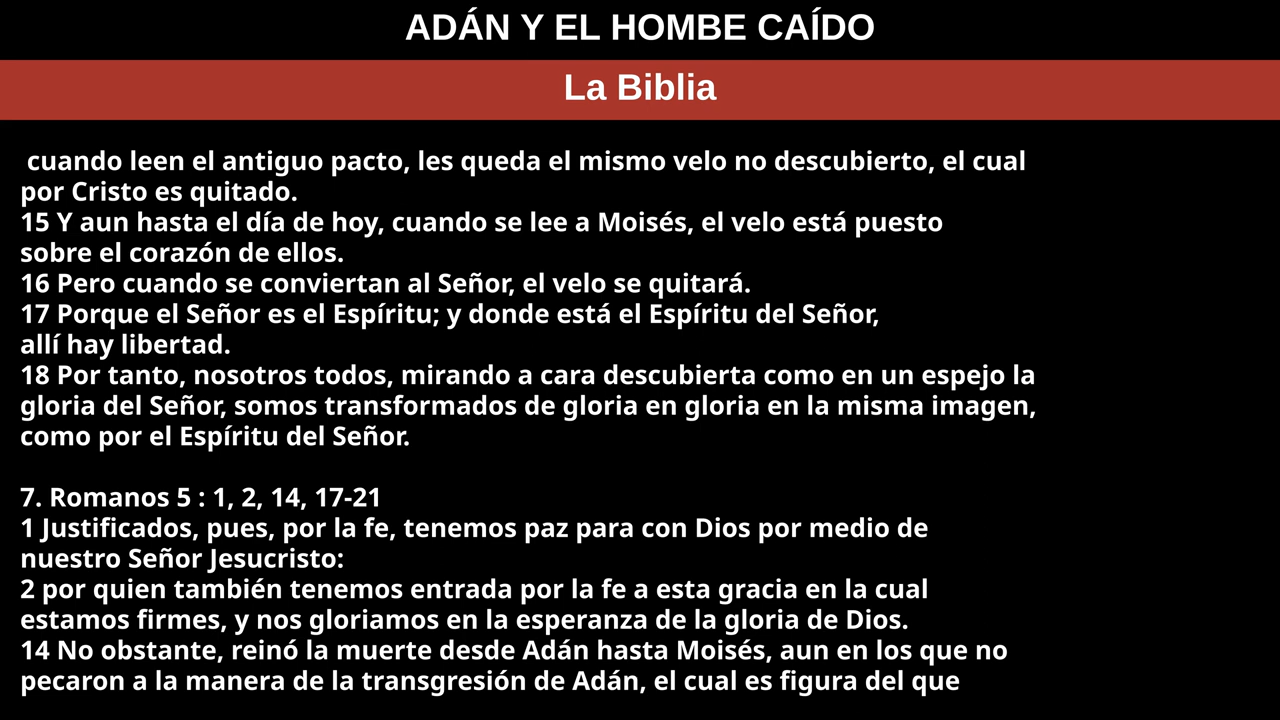 ADÁN Y EL HOMBE CAÍDO
La Biblia
cuando leen el antiguo pacto, les queda el mismo velo no descubierto, el cual
por Cristo es quitado.
15 Y aun hasta el día de hoy, cuando se lee a Moisés, el velo está puesto
sobre el corazón de ellos.
16 Pero cuando se conviertan al Señor, el velo se quitará.
17 Porque el Señor es el Espíritu; y donde está el Espíritu del Señor,
allí hay libertad.
18 Por tanto, nosotros todos, mirando a cara descubierta como en un espejo la
gloria del Señor, somos transformados de gloria en gloria en la misma imagen,
como por el Espíritu del Señor.
7. Romanos 5 : 1, 2, 14, 17-21
1 Justificados, pues, por la fe, tenemos paz para con Dios por medio de
nuestro Señor Jesucristo:
2 por quien también tenemos entrada por la fe a esta gracia en la cual
estamos firmes, y nos gloriamos en la esperanza de la gloria de Dios.
14 No obstante, reinó la muerte desde Adán hasta Moisés, aun en los que no
pecaron a la manera de la transgresión de Adán, el cual es figura del que